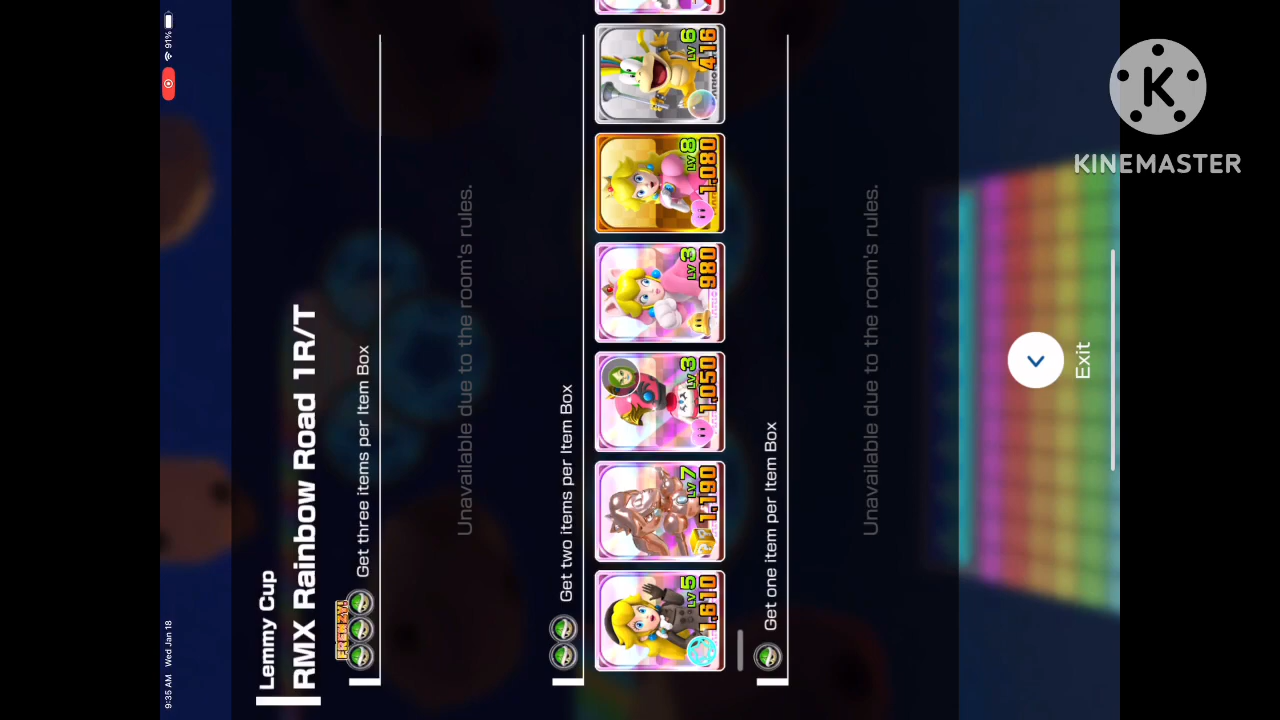 9:35 AM Wed Jan 18
91%
Lemmy Cup
RMX Rainbow Road 1R/T
FRENZY!
Get three items per Item Box
Unavailable due to the room's rules.
Get two items per Item Box
LV 5
1,610
LV 7
1,190
LV 3
1,050
LV 3
980
LV 8
1,080
LV 6
416
Get one item per Item Box
Unavailable due to the room's rules.
Exit
K
KINEMASTER